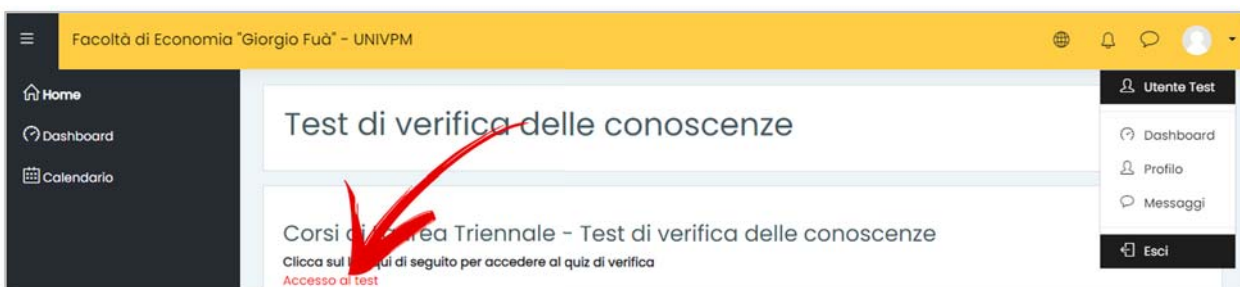 Facoltà di Economia "Giorgio Fuà" - UNIVPM
Home
Dashboard
Calendario
Test di verifica delle conoscenze
Corsi di Laurea Triennale - Test di verifica delle conoscenze
Clicca sul qui di seguito per accedere al quiz di verifica
Accesso al test
Utente Test
Dashboard
Profilo
Messaggi
Esci